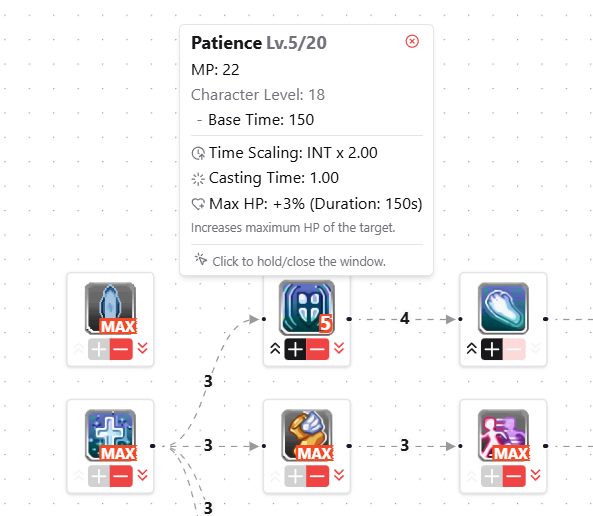 Patience Lv.5/20
MP: 22
Character Level: 18
- Base Time: 150
Time Scaling: INT x 2.00
Casting Time: 1.00
Max HP: +3% (Duration: 150s)
Increases maximum HP of the target.
Click to hold/close the window.
MAX
5
4
3
MAX
3
MAX
3
MAX
3